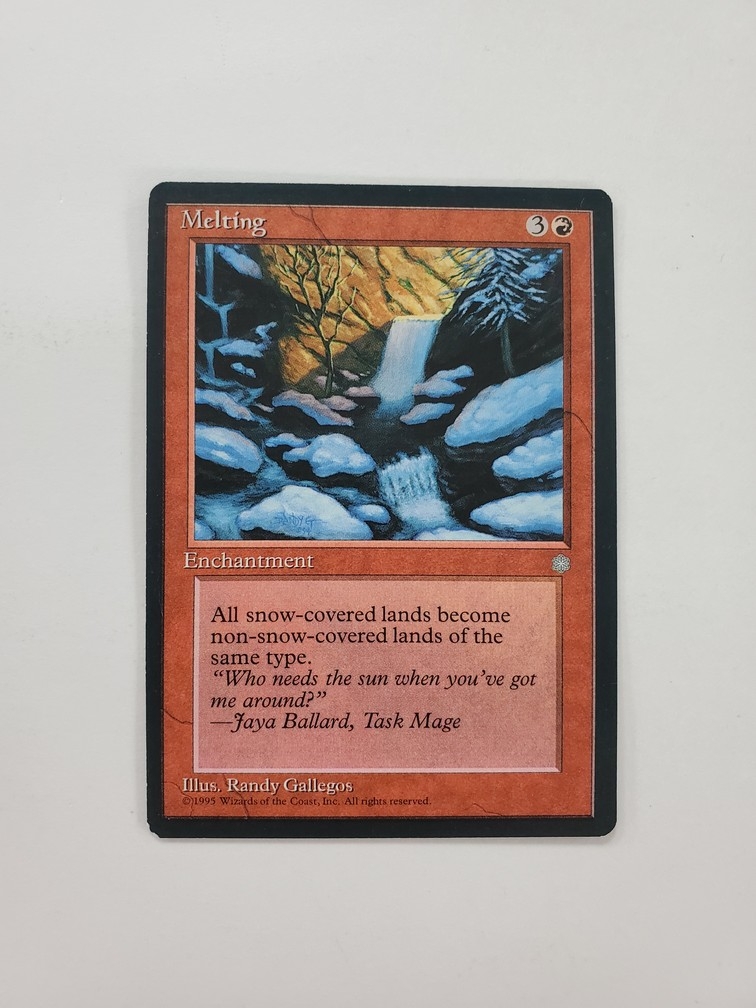 Melting 3
Enchantment
All snow-covered lands become
non-snow-covered lands of the
same type.
“Who needs the sun when you’ve got
me around?”
—Jaya Ballard, Task Mage
Illus. Randy Gallegos
©1995 Wizards of the Coast, Inc. All rights reserved.